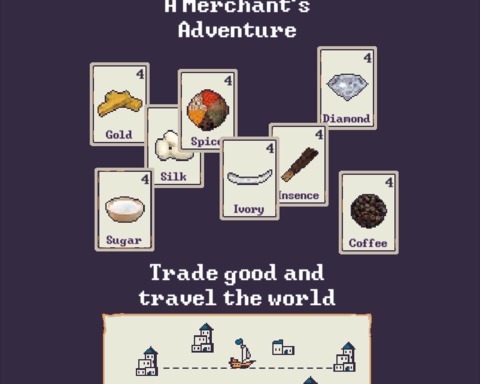 A Merchant's
Adventure
4
Gold
4
Spice
4
Diamond
Silk
4
Ivory
4
Insence
4
Sugar
4
Coffee
Trade good and
travel the world